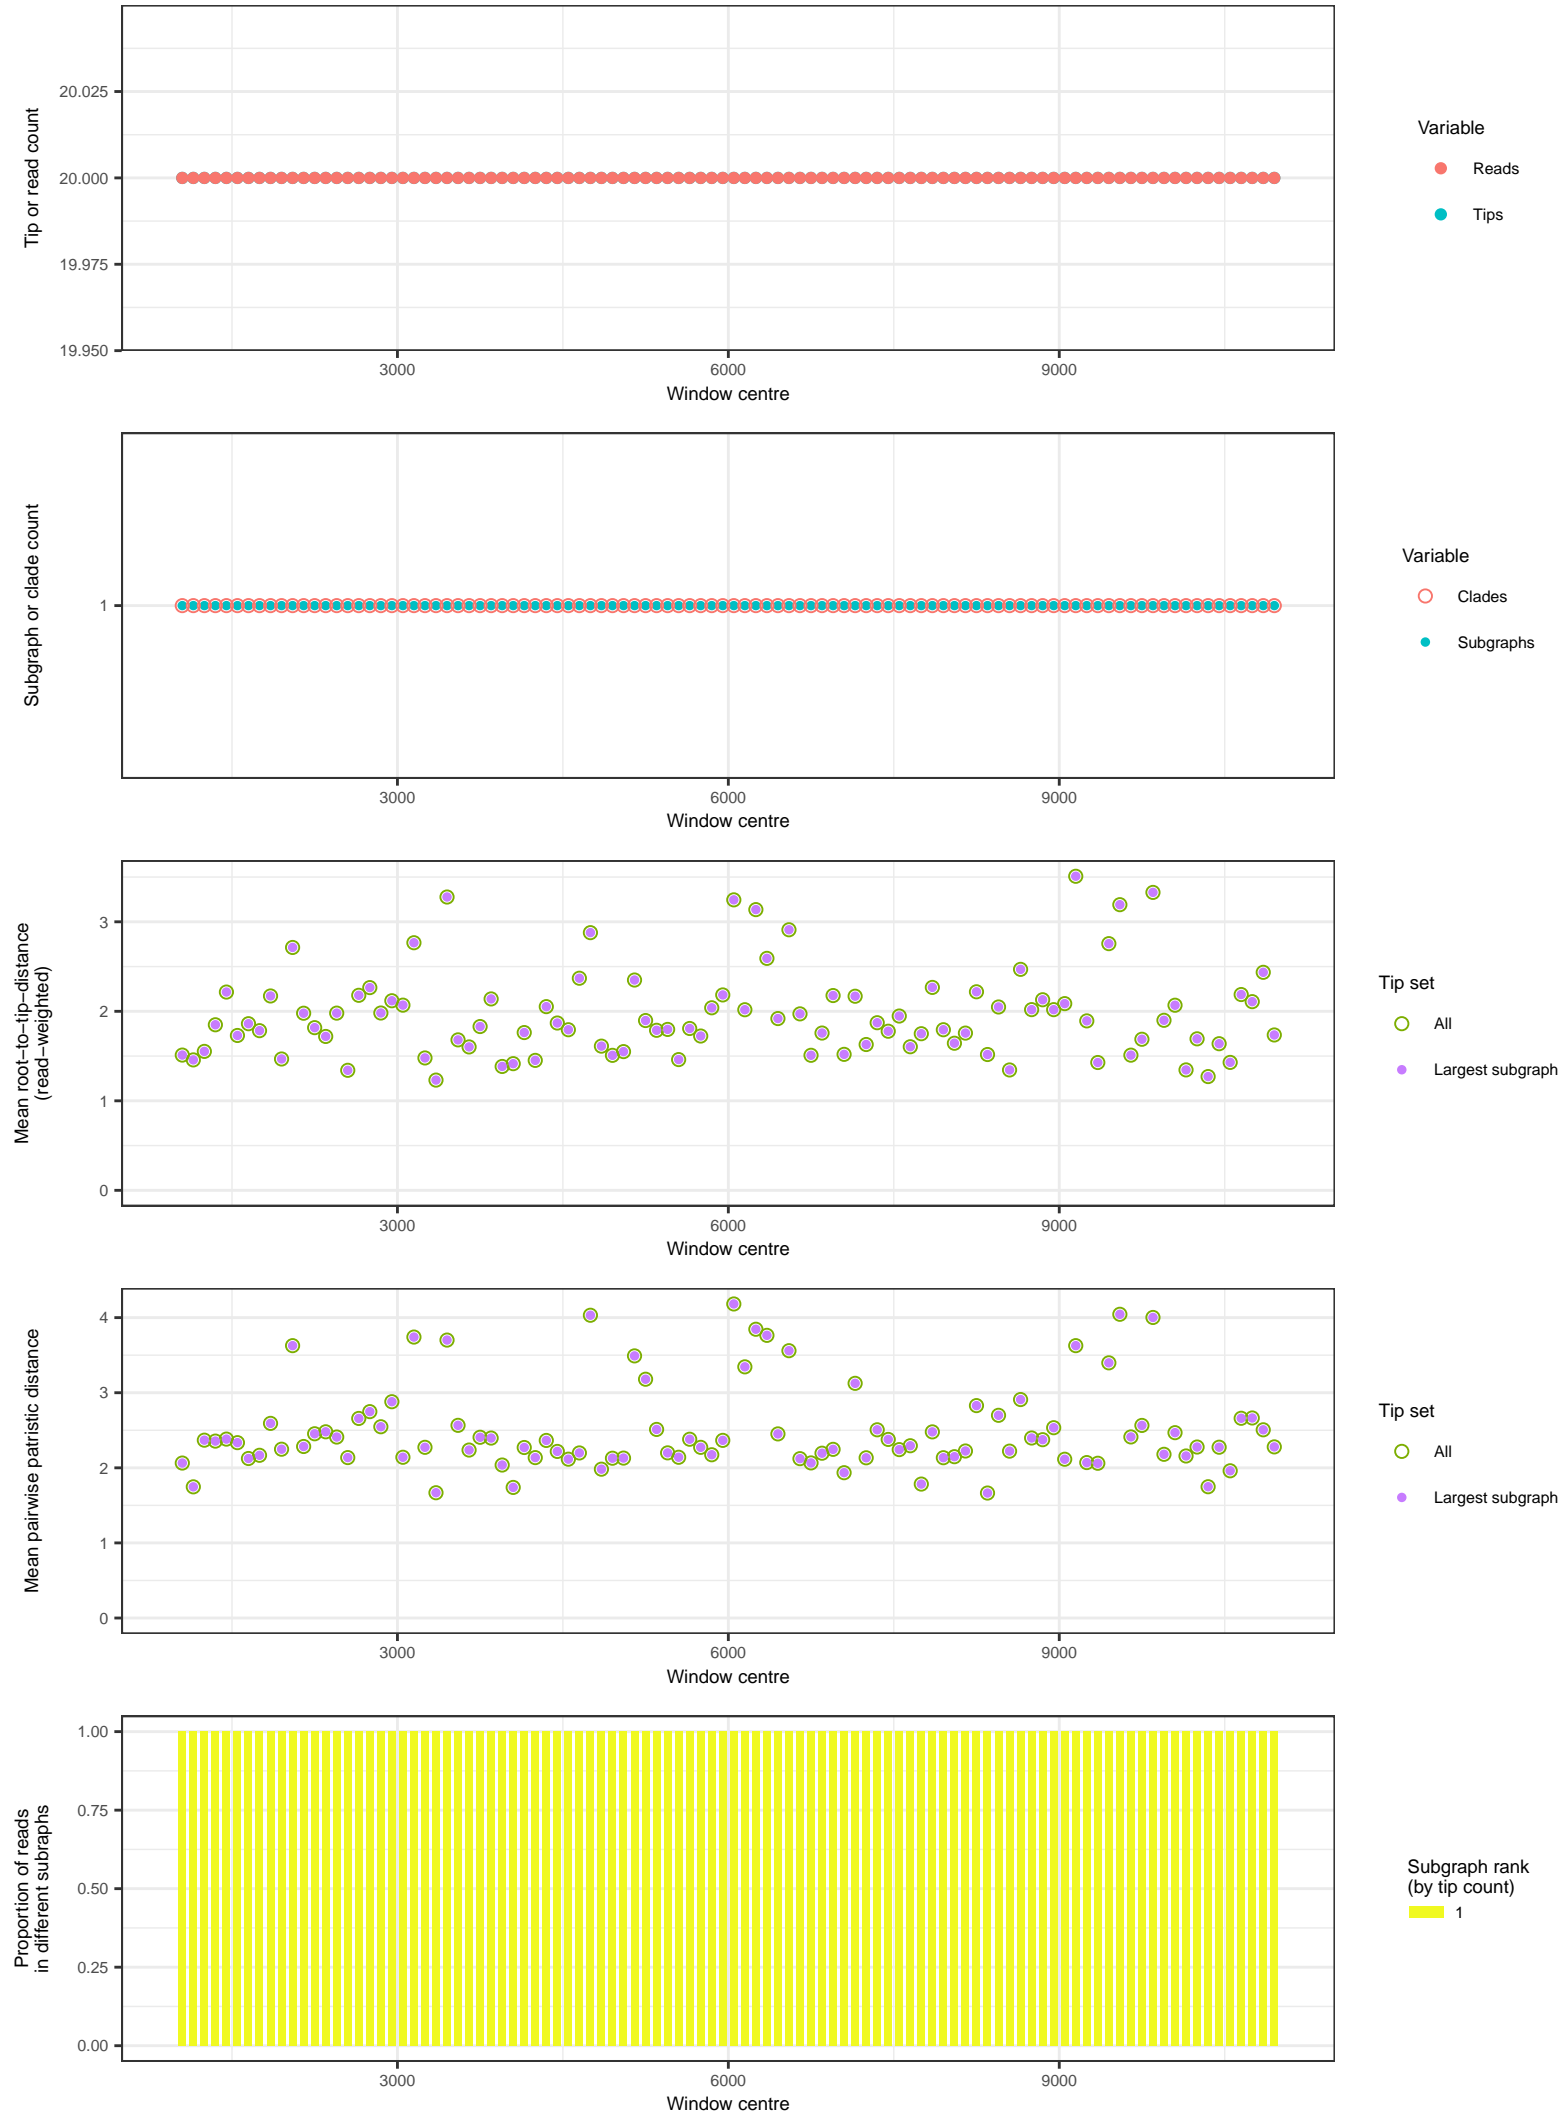 Tip or read count
20.025
20.000
19.975
19.950
3000
6000
9000
Window centre
Variable
Reads
Tips
Subgraph or clade count
1
3000
6000
9000
Window centre
Variable
Clades
Subgraphs
Mean root−to−tip−distance
(read−weighted)
3
2
1
0
3000
6000
9000
Window centre
Tip set
All
Largest subgraph
Mean pairwise patristic distance
4
3
2
1
0
3000
6000
9000
Window centre
Tip set
All
Largest subgraph
Proportion of reads
in different subraphs
1.00
0.75
0.50
0.25
0.00
3000
6000
9000
Window centre
Subgraph rank
(by tip count)
1